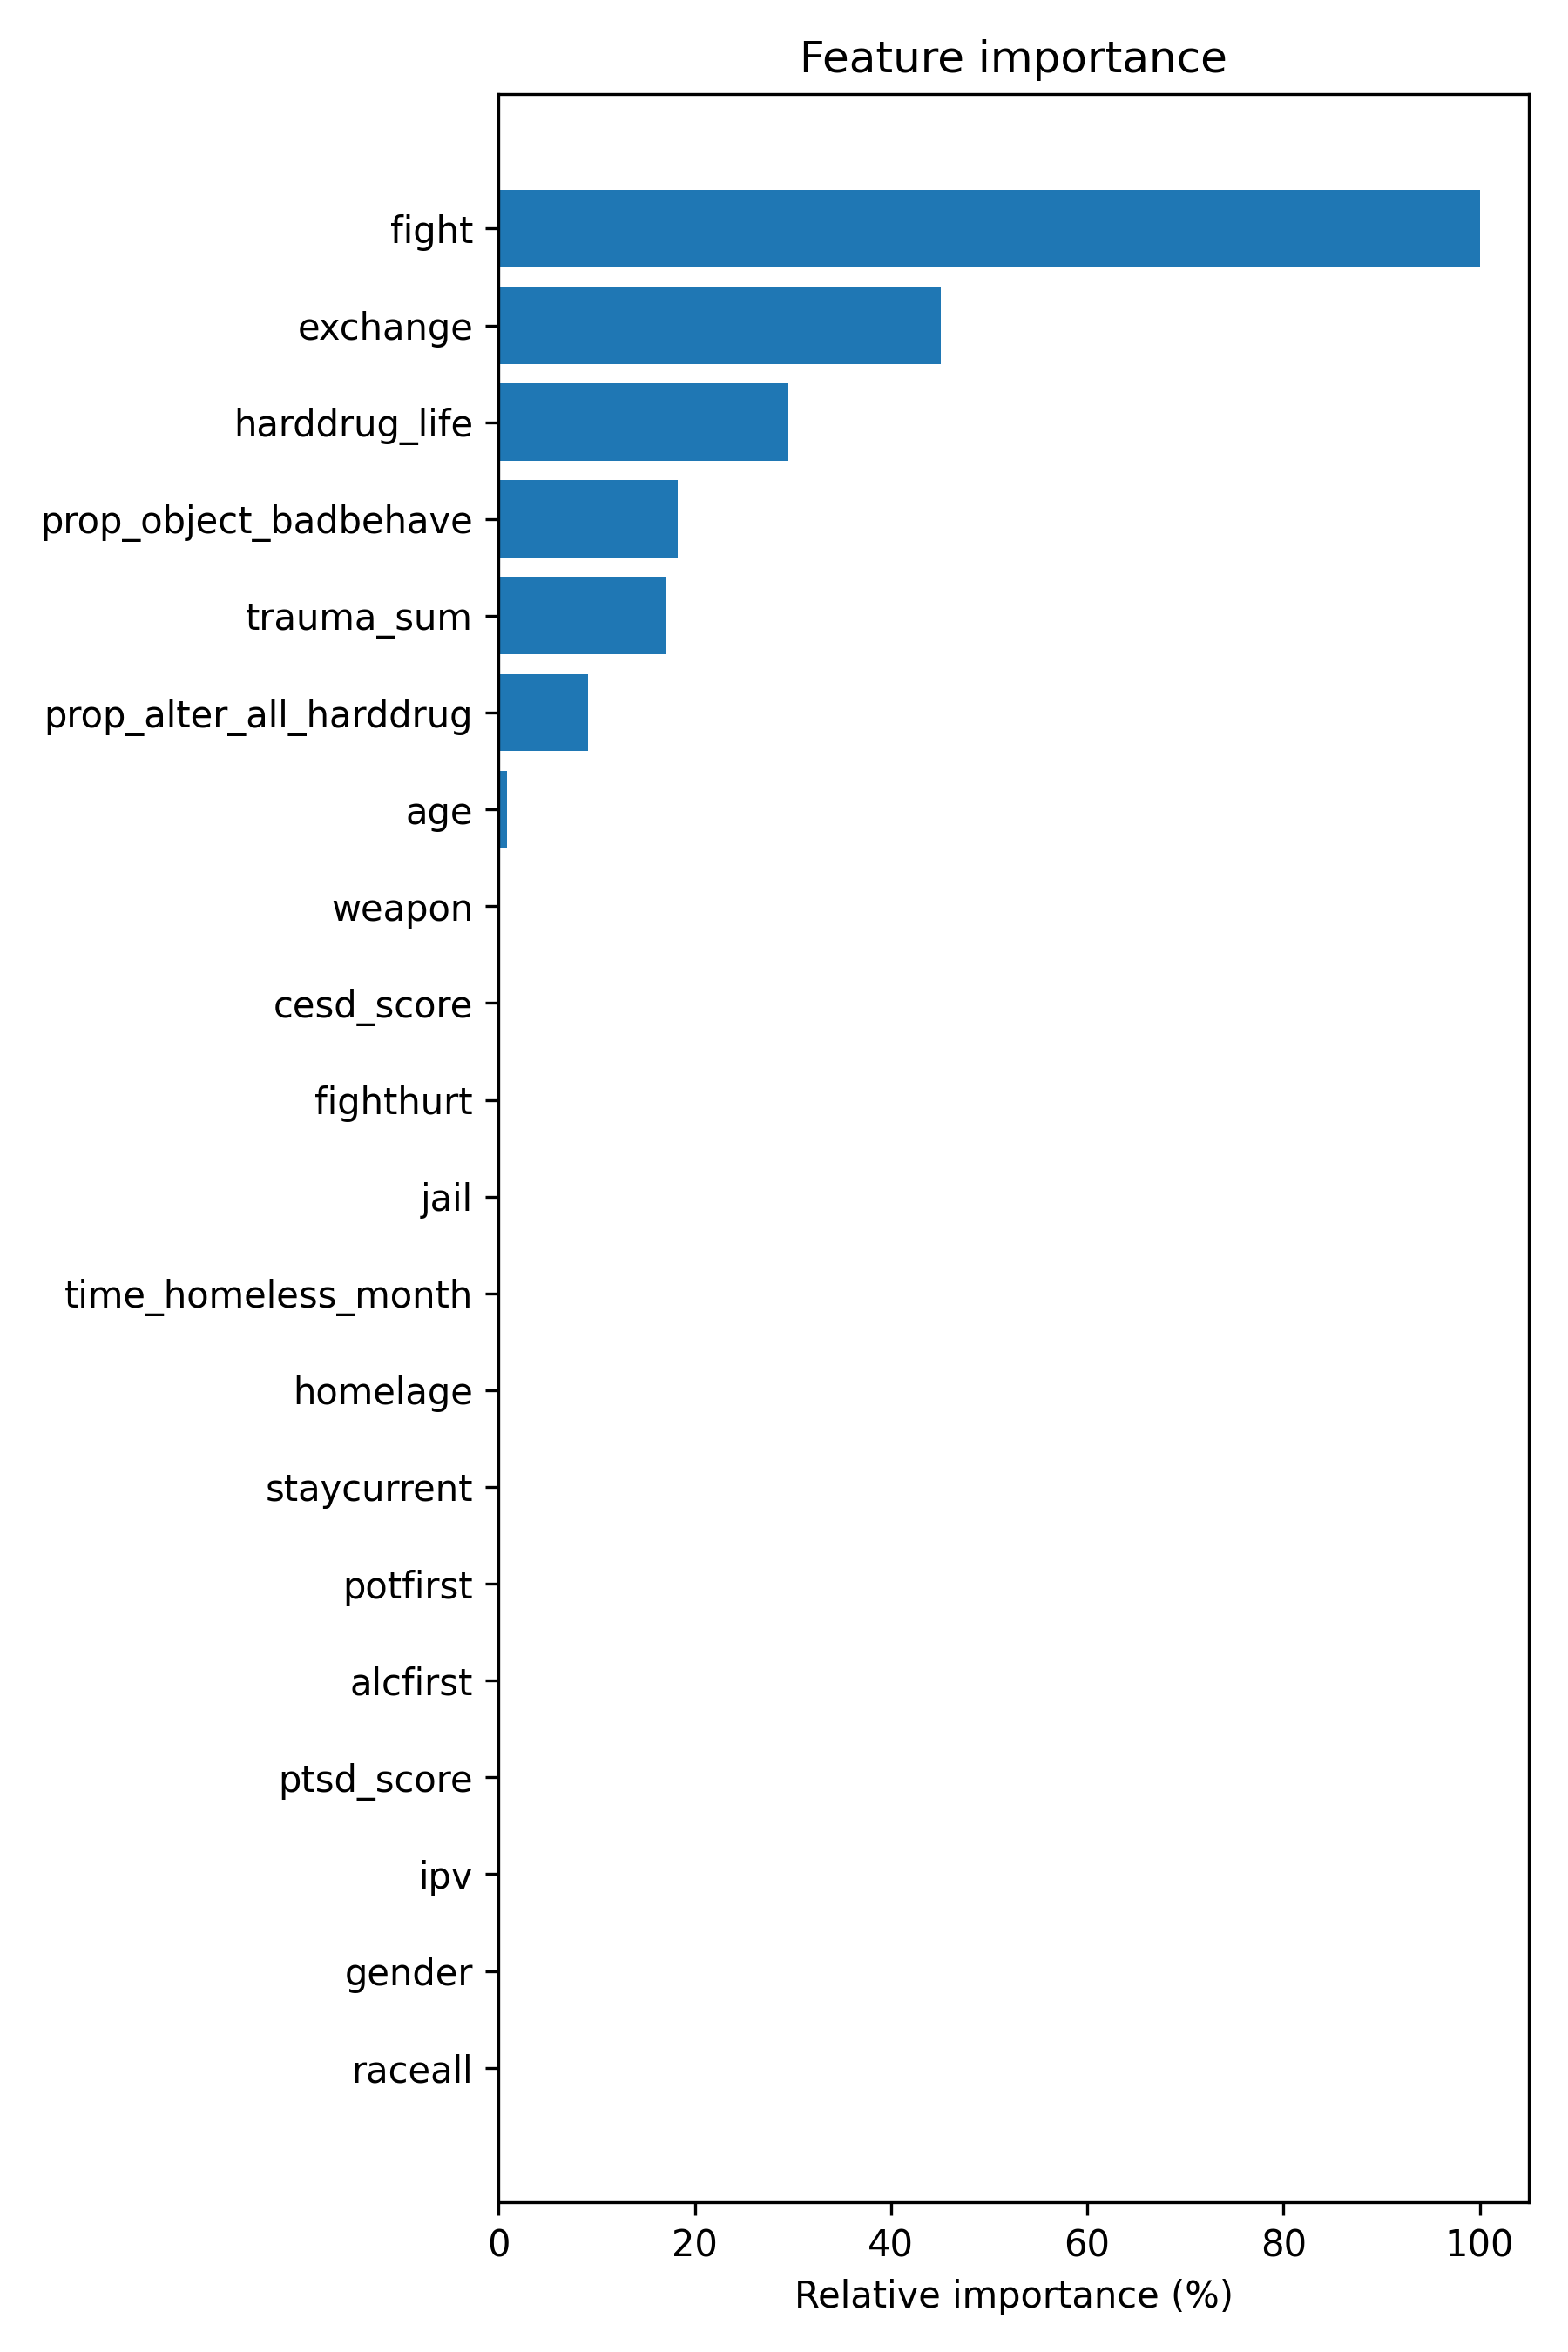 Feature importance
fight
exchange
harddrug_life
prop_object_badbehave
trauma_sum
prop_alter_all_harddrug
age
weapon
cesd_score
fighthurt
jail
time_homeless_month
homelage
staycurrent
potfirst
alcfirst
ptsd_score
ipv
gender
raceall
0 20 40 60 80 100
Relative importance (%)